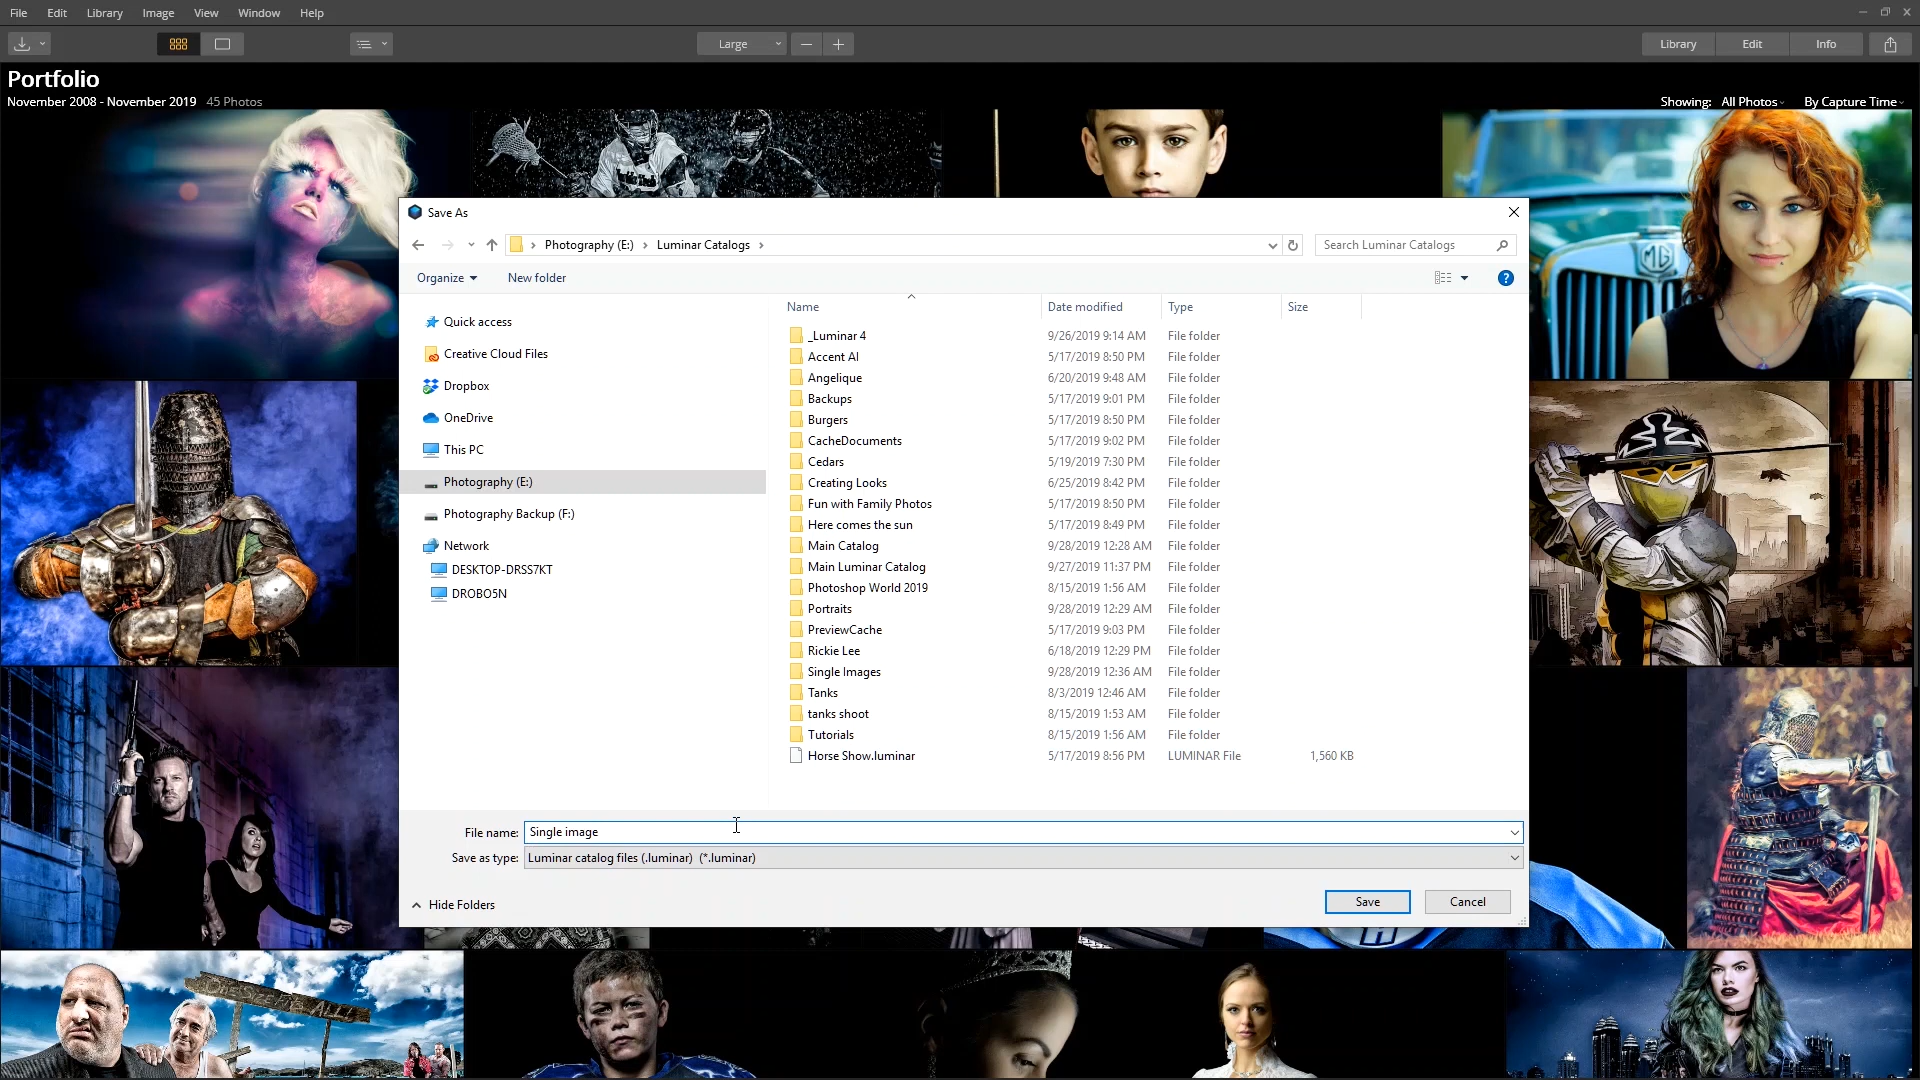 File Edit Library Image View Window Help
Large Library Edit Info
Portfolio
November 2008 - November 2019 45 Photos
Showing: All Photos By Capture Time
MG
Save As
Photography (E:) Luminar Catalogs Search Luminar Catalogs
Organize New folder
Name Date modified Type Size
Quick access
Creative Cloud Files
Dropbox
OneDrive
This PC
Photography (E:)
Photography Backup (F:)
Network
DESKTOP-DRSS7KT
DROBO5N
_Luminar 4 9/26/2019 9:14 AM File folder
Accent AI 5/17/2019 8:50 PM File folder
Angelique 6/20/2019 9:48 AM File folder
Backups 5/17/2019 9:01 PM File folder
Burgers 5/17/2019 8:50 PM File folder
CacheDocuments 5/17/2019 9:02 PM File folder
Cedars 5/19/2019 7:30 PM File folder
Creating Looks 6/25/2019 8:42 PM File folder
Fun with Family Photos 5/17/2019 8:50 PM File folder
Here comes the sun 5/17/2019 8:49 PM File folder
Main Catalog 9/28/2019 12:28 AM File folder
Main Luminar Catalog 9/27/2019 11:37 PM File folder
Photoshop World 2019 8/15/2019 1:56 AM File folder
Portraits 9/28/2019 12:29 AM File folder
PreviewCache 5/17/2019 9:03 PM File folder
Rickie Lee 6/18/2019 12:29 PM File folder
Single Images 9/28/2019 12:36 AM File folder
Tanks 8/3/2019 12:46 AM File folder
tanks shoot 8/15/2019 1:53 AM File folder
Tutorials 8/15/2019 1:56 AM File folder
Horse Show.luminar 5/17/2019 8:56 PM LUMINAR File 1,560 KB
File name: Single image
Save as type: Luminar catalog files (.luminar) (*.luminar)
Hide Folders Save Cancel